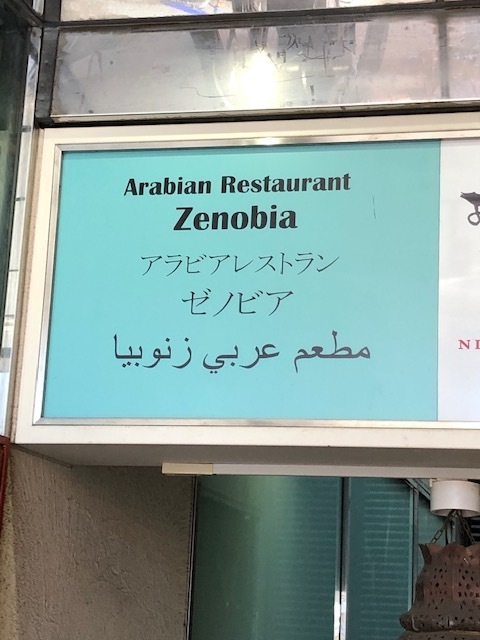 Arabian Restaurant
Zenobia
アラビアレストラン
ゼノビア
مطعم عربي زنوبيا
NI